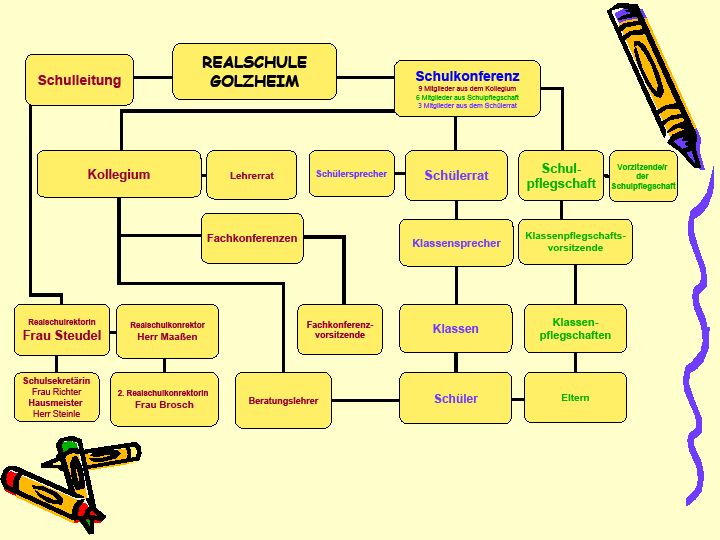 REALSCHULE
GOLZHEIM
Schulleitung
Schulkonferenz
9 Mitglieder aus dem Kollegium
6 Mitglieder aus Schulpflegschaft
3 Mitglieder aus dem Schülerrat
Kollegium
Lehrerrat
Schülersprecher
Schülerrat
Schul-
pflegschaft
Vorzitzende/r
der
Schulpflegschaft
Fachkonferenzen
Klassensprecher
Klassenpflegschafts-
vorsitzende
Realschulrektorin
Frau Steudel
Realschulkonrektor
Herr Maaßen
Fachkonferenz-
vorsitzende
Klassen
Klassen-
pflegschaften
Schulsekretärin
Frau Richter
Hausmeister
Herr Steinle
2. Realschulkonrektorin
Frau Brosch
Beratungslehrer
Schüler
Eltern